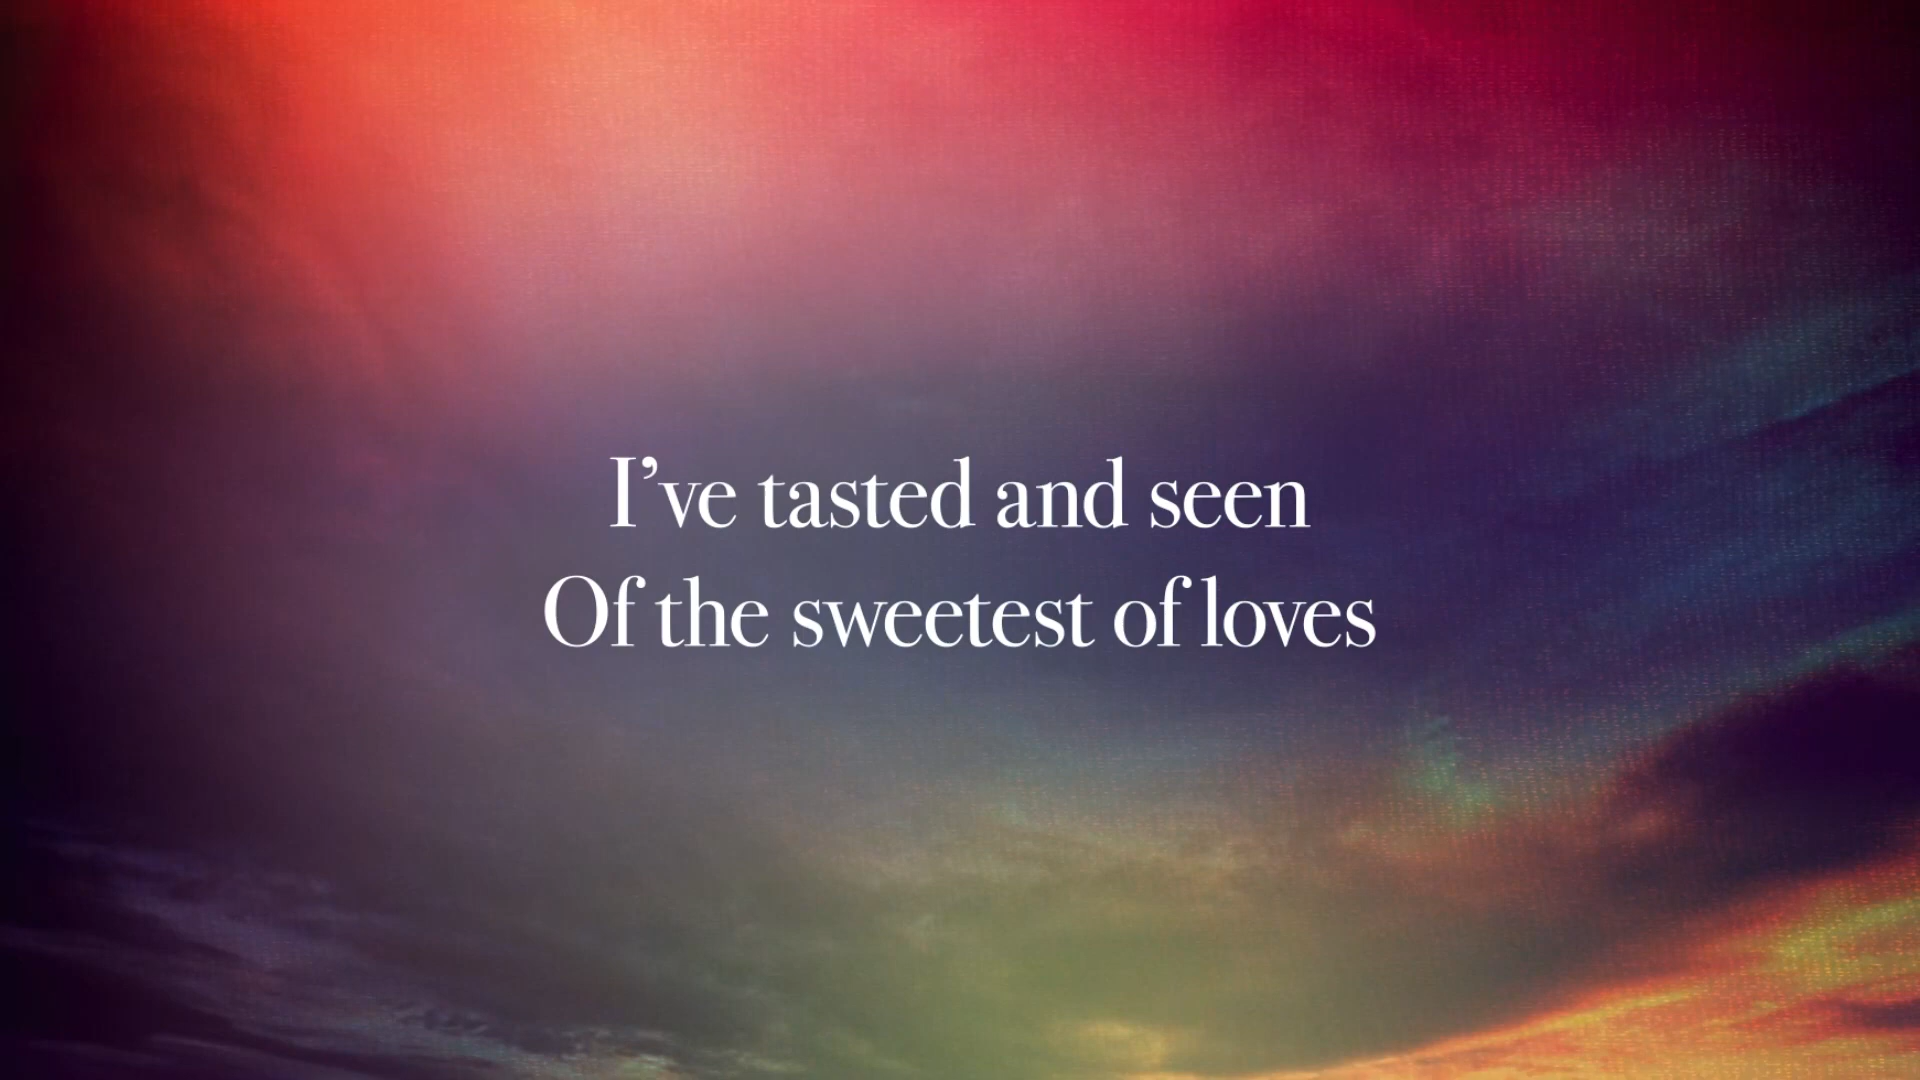 I’ve tasted and seen
Of the sweetest of loves